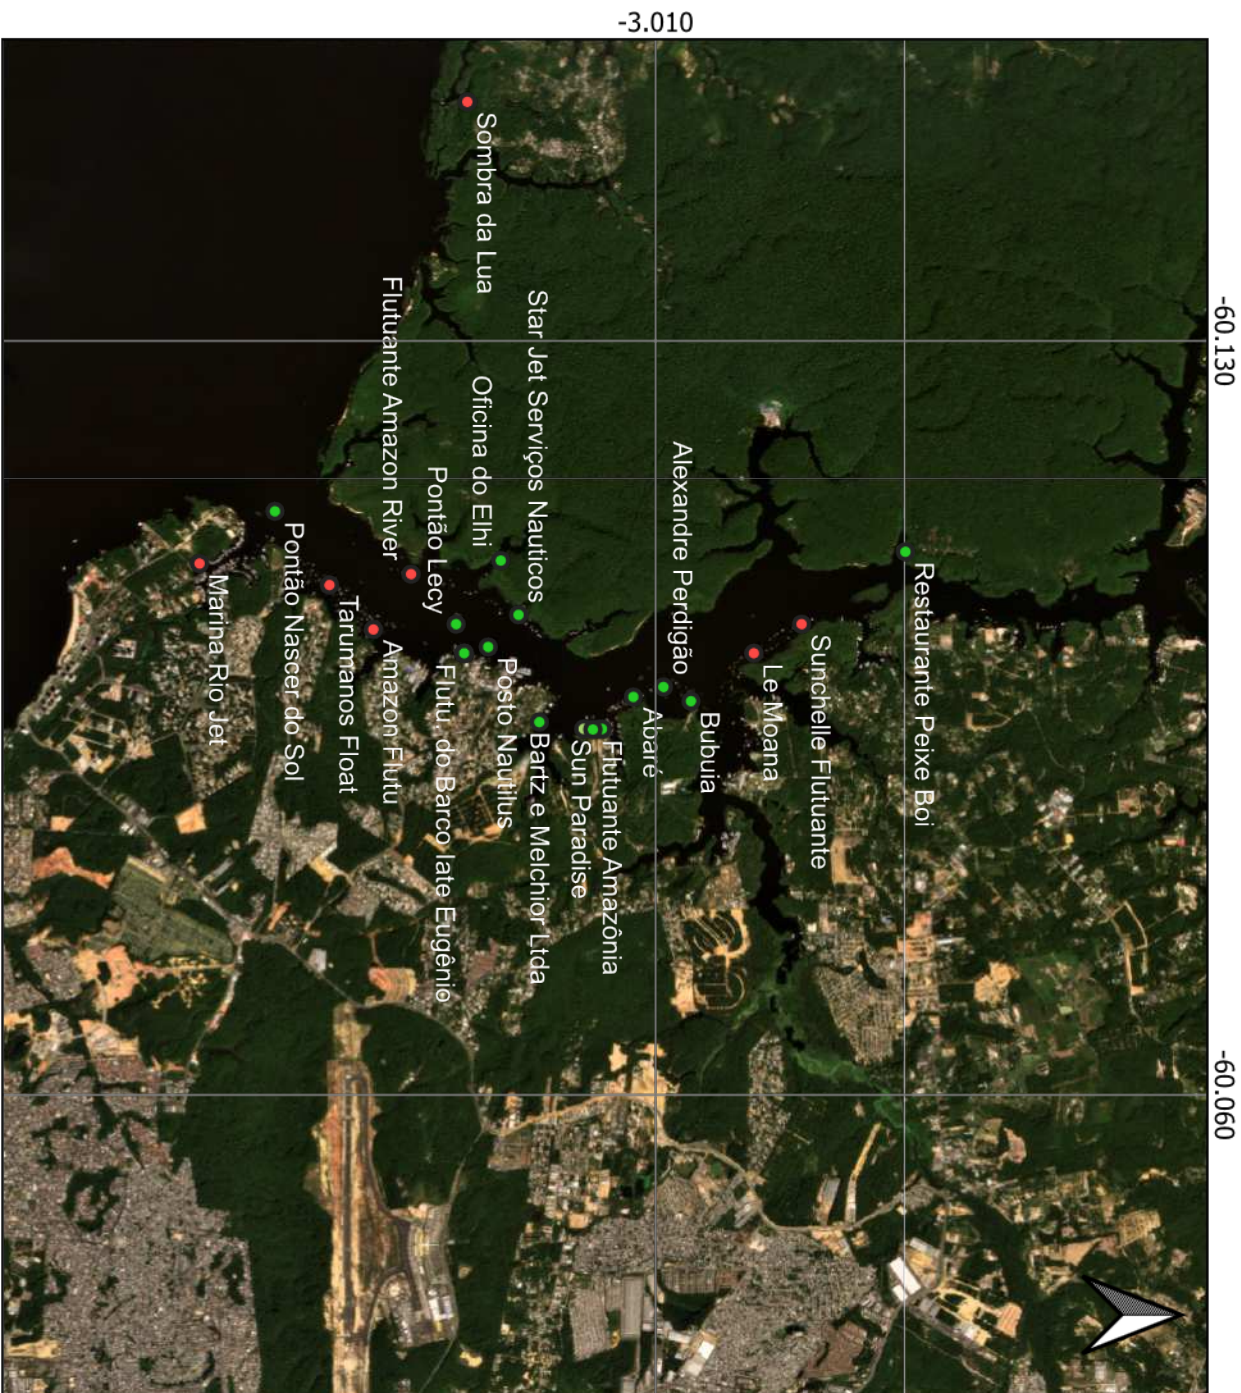 -3.010
-60.130
-60.060
Sombra da Lua
Star Jet Serviços Nauticos
Flutuante Amazon River
Oficina do Elhi
Pontão Lecy
Alexandre Perdigão
Restaurante Peixe Boi
Pontão Nascer do Sol
Marina Rio Jet
Tarumanos Float
Amazon Flutu
Flutu. do Barco Iate Eugênio
Posto Nautilus
Bartz e Melchior Ltda
Sun Paradise
Flutuante Amazônia
Abaré
Bubuia
Le Moana
Sunchelle Flutuante